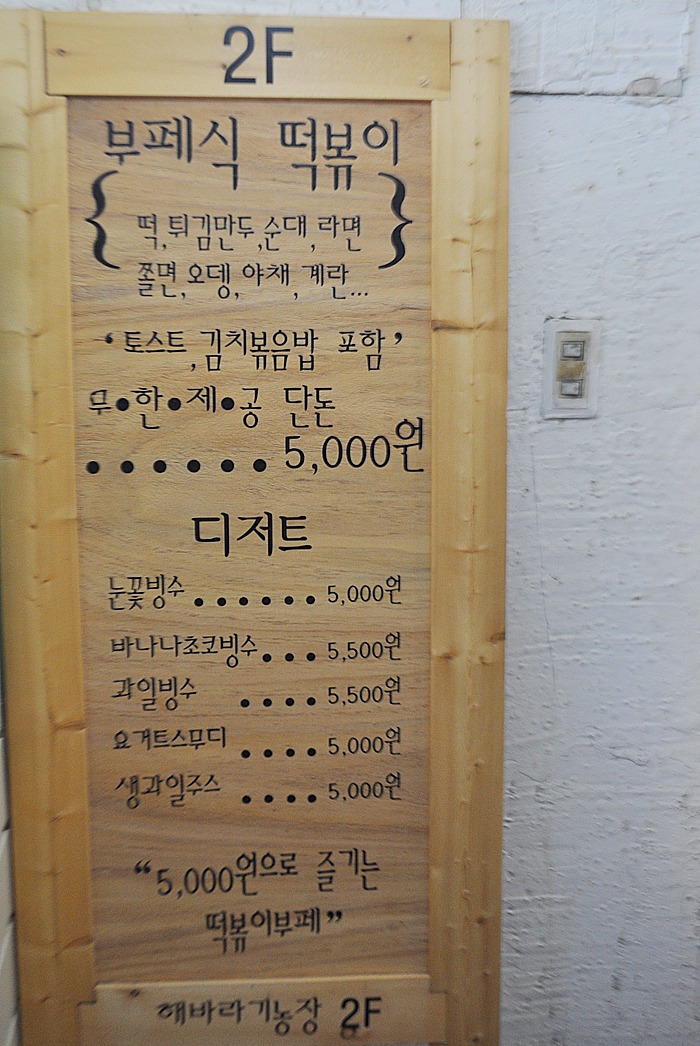 2F
부페식 떡볶이
{떡,튀김만두,순대,라면
쫄면,오뎅,야채,계란...}
‘토스트,김치볶음밥 포함’
무•한•제•공 단돈
••••••5,000원
디저트
눈꽃빙수••••••5,000원
바나나초코빙수•••5,500원
과일빙수••••5,500원
요거트스무디••••5,000원
생과일주스••••5,000원
“5,000원으로 즐기는
떡볶이부페”
해바라기농장 2F